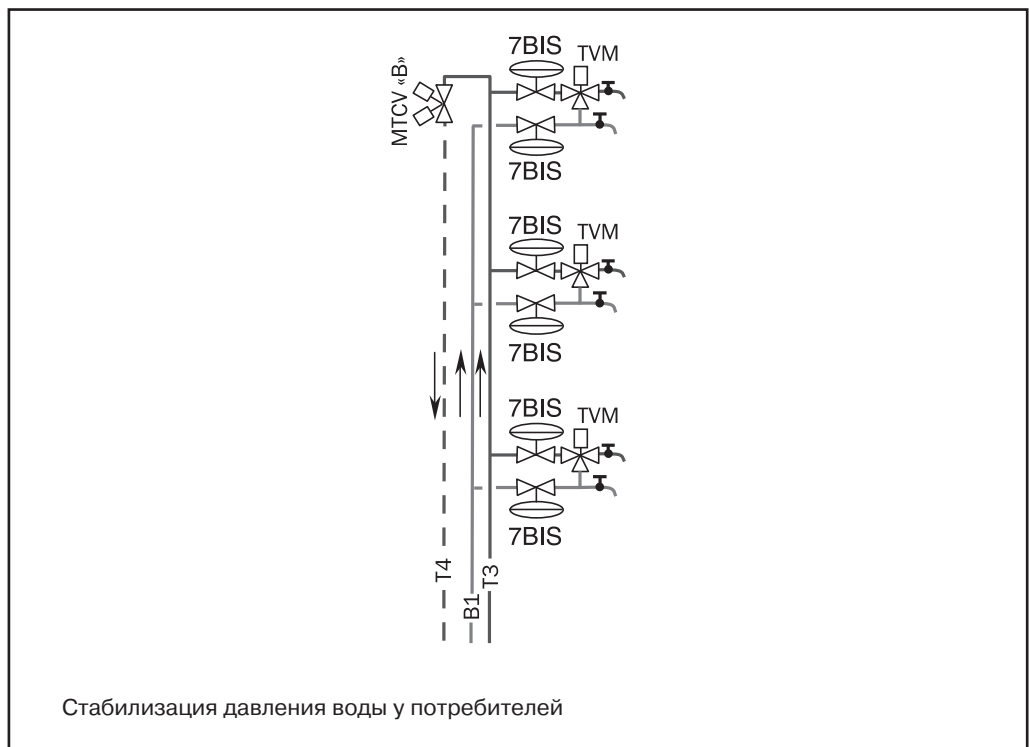 7BIS
TVM
MTCV «B»
7BIS
7BIS
TVM
7BIS
7BIS
TVM
7BIS
T4
B1
T3
Стабилизация давления воды у потребителей